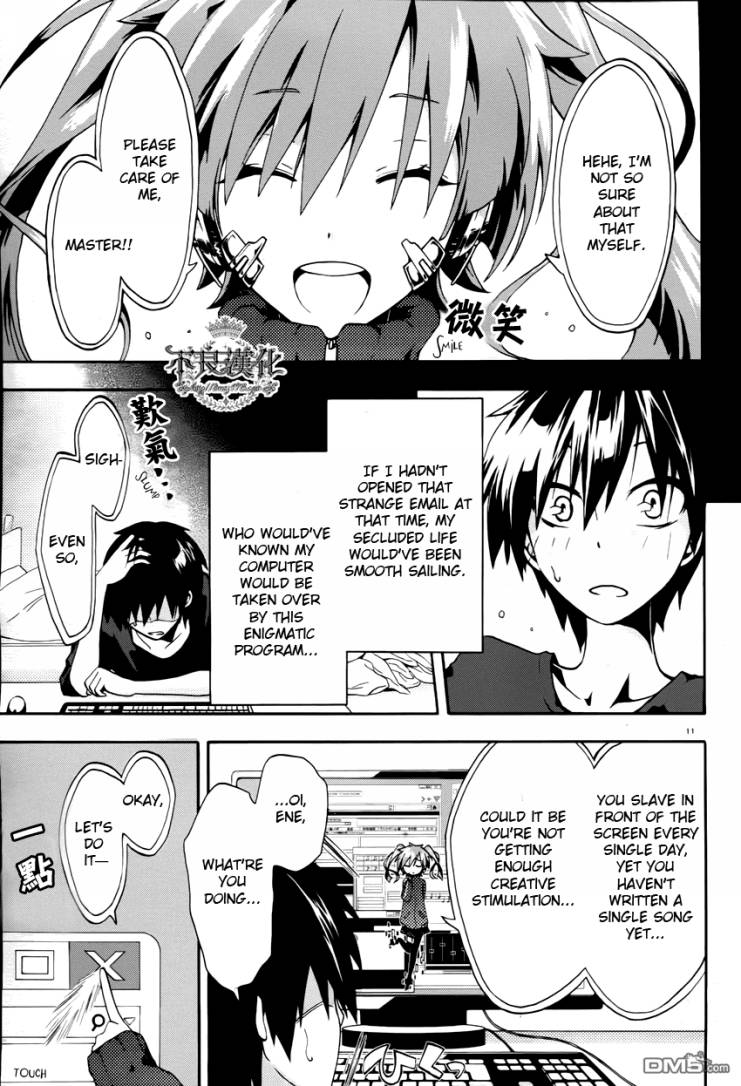 HEHE, I'M
NOT SO
SURE
ABOUT
THAT
MYSELF.
PLEASE
TAKE
CARE OF
ME,
MASTER!!
微笑
SMILE
不良漢化
IF I HADN'T
OPENED THAT
STRANGE EMAIL AT
THAT TIME, MY
SECLUDED LIFE
WOULD'VE BEEN
SMOOTH SAILING.
WHO WOULD'VE
KNOWN MY
COMPUTER
WOULD BE
TAKEN OVER
BY THIS
ENIGMATIC
PROGRAM...
歎氣...
SLUMP
SIGH-
EVEN
SO,
11
YOU SLAVE IN
FRONT OF
THE SCREEN
EVERY
SINGLE DAY,
YET YOU
HAVEN'T
WRITTEN A
SINGLE SONG
YET...
COULD IT BE
YOU'RE NOT
GETTING
ENOUGH
CREATIVE
STIMULATION...
...OI,
ENE,
WHAT'RE
YOU
DOING...
OKAY,
LET'S
DO
IT—
一點
X
TOUCH
DM5.com